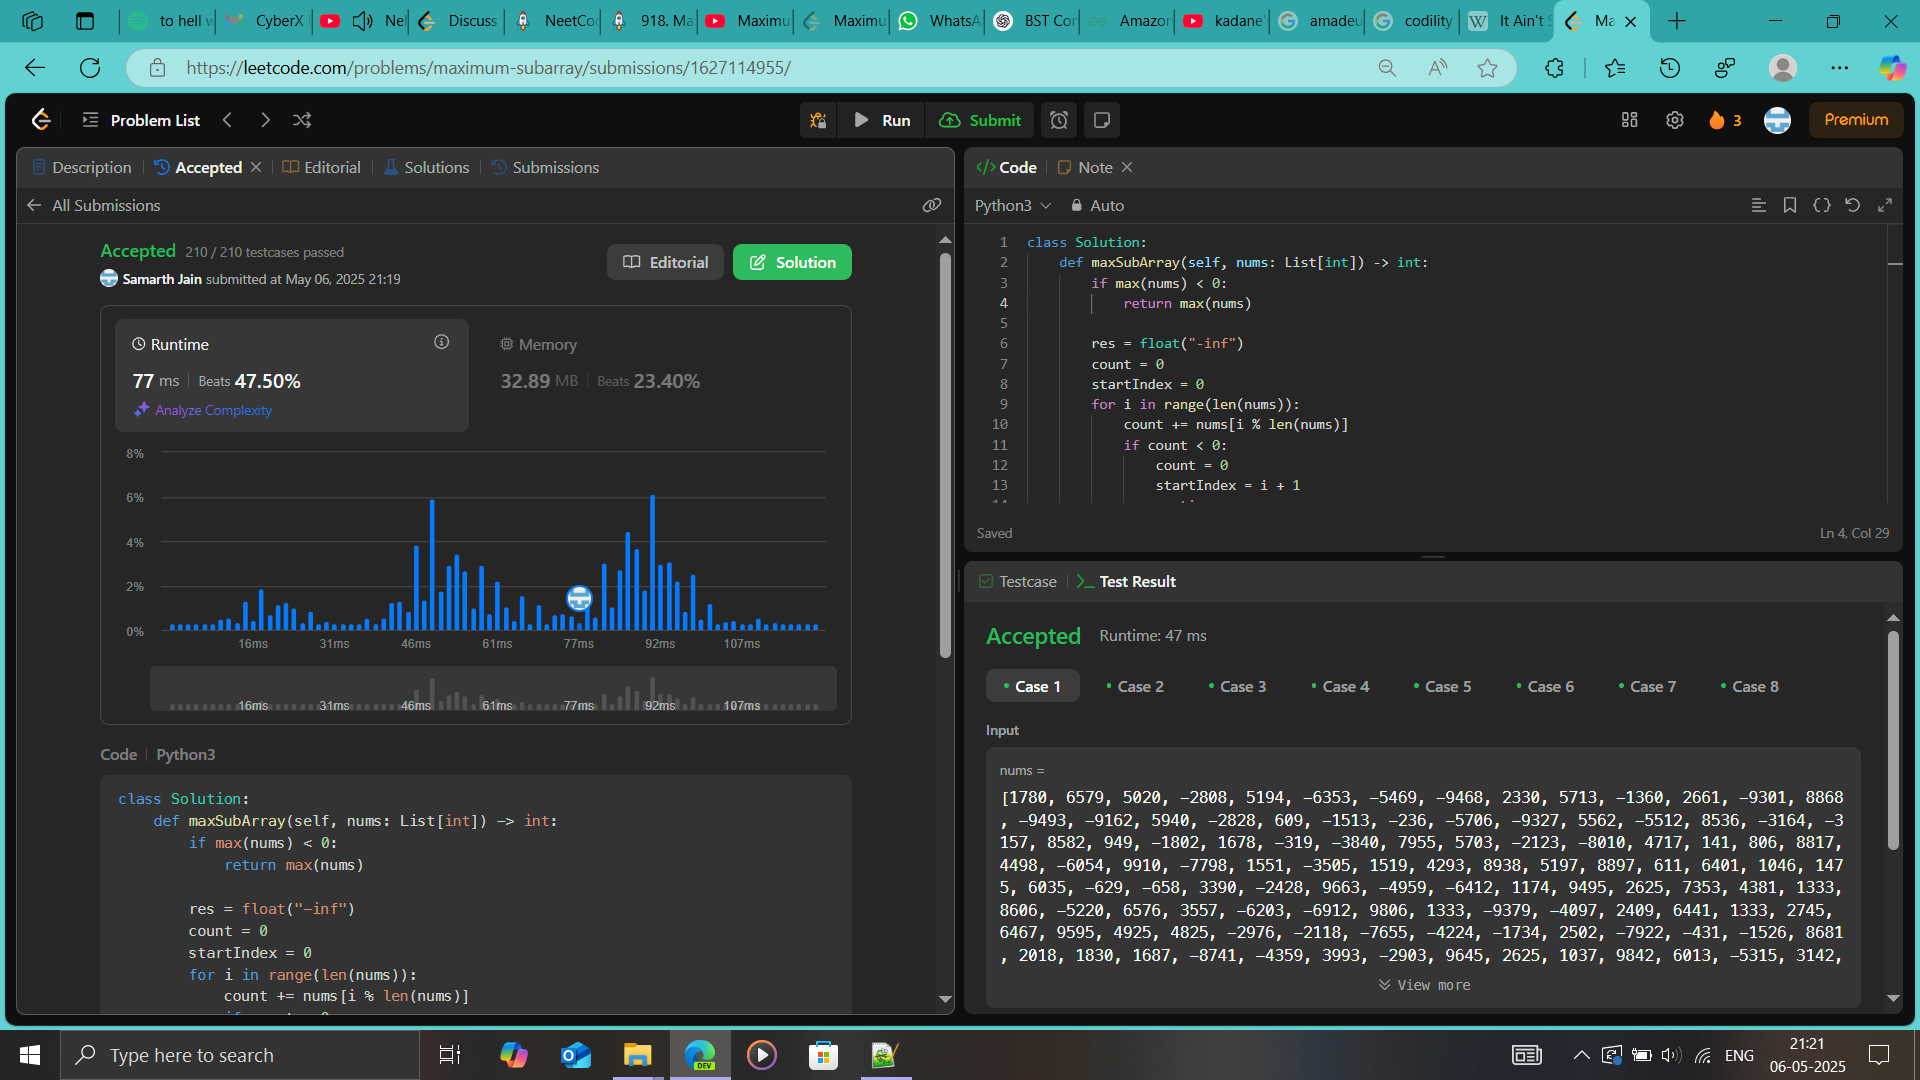 to hell w
CyberX
Nel
Discuss
NeetCo
918. Ma
Maximu
Maximu
WhatsA
BST Con
Amazon
kadane'
amadeu
codility
It Ain't S
Ma
https://leetcode.com/problems/maximum-subarray/submissions/1627114955/
Problem List
Run
Submit
3
Premium
Description
Accepted
Editorial
Solutions
Submissions
All Submissions
Accepted 210 / 210 testcases passed
Samarth Jain submitted at May 06, 2025 21:19
Editorial
Solution
Runtime
77 ms Beats 47.50%
Analyze Complexity
Memory
32.89 MB Beats 23.40%
8%
6%
4%
2%
0%
16ms 31ms 46ms 61ms 77ms 92ms 107ms
16ms 31ms 46ms 61ms 77ms 92ms 107ms
Code Python3
class Solution:
    def maxSubArray(self, nums: List[int]) -> int:
        if max(nums) < 0:
            return max(nums)
        res = float("-inf")
        count = 0
        startIndex = 0
        for i in range(len(nums)):
            count += nums[i % len(nums)]
Code
Note
Python3
Auto
1 class Solution:
2     def maxSubArray(self, nums: List[int]) -> int:
3         if max(nums) < 0:
4             return max(nums)
5
6         res = float("-inf")
7         count = 0
8         startIndex = 0
9         for i in range(len(nums)):
10             count += nums[i % len(nums)]
11             if count < 0:
12                 count = 0
13                 startIndex = i + 1
Saved
Ln 4, Col 29
Testcase
Test Result
Accepted Runtime: 47 ms
Case 1
Case 2
Case 3
Case 4
Case 5
Case 6
Case 7
Case 8
Input
nums =
[1780, 6579, 5020, -2808, 5194, -6353, -5469, -9468, 2330, 5713, -1360, 2661, -9301, 8868
, -9493, -9162, 5940, -2828, 609, -1513, -236, -5706, -9327, 5562, -5512, 8536, -3164, -3
157, 8582, 949, -1802, 1678, -319, -3840, 7955, 5703, -2123, -8010, 4717, 141, 806, 8817,
4498, -6054, 9910, -7798, 1551, -3505, 1519, 4293, 8938, 5197, 8897, 611, 6401, 1046, 147
5, 6035, -629, -658, 3390, -2428, 9663, -4959, -6412, 1174, 9495, 2625, 7353, 4381, 1333,
8606, -5220, 6576, 3557, -6203, -6912, 9806, 1333, -9379, -4097, 2409, 6441, 1333, 2745,
6467, 9595, 4925, 4825, -2976, -2118, -7655, -4224, -1734, 2502, -7922, -431, -1526, 8681
, 2018, 1830, 1687, -8741, -4359, 3993, -2903, 9645, 2625, 1037, 9842, 6013, -5315, 3142,
View more
Type here to search
DEV
ENG
21:21
06-05-2025